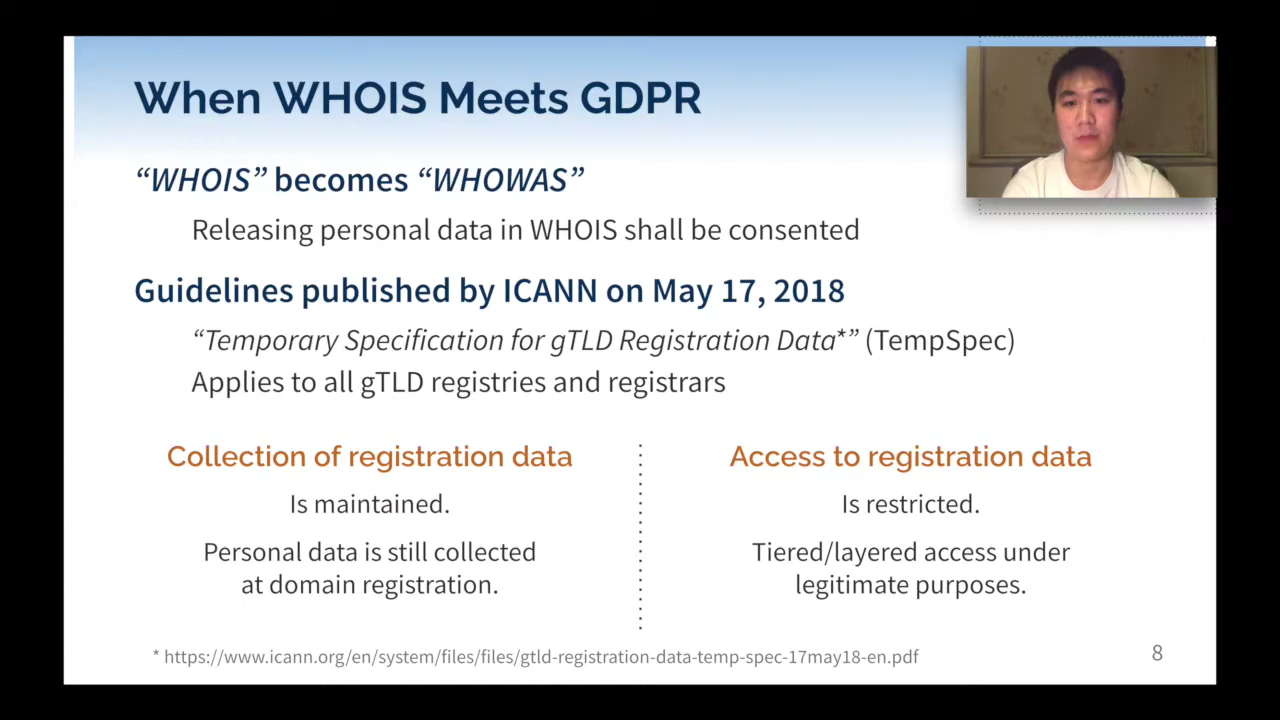 When WHOIS Meets GDPR
“WHOIS” becomes “WHOWAS”
Releasing personal data in WHOIS shall be consented
Guidelines published by ICANN on May 17, 2018
“Temporary Specification for gTLD Registration Data*” (TempSpec)
Applies to all gTLD registries and registrars
Collection of registration data
Is maintained.
Personal data is still collected
at domain registration.
Access to registration data
Is restricted.
Tiered/layered access under
legitimate purposes.
* https://www.icann.org/en/system/files/files/gtld-registration-data-temp-spec-17may18-en.pdf
8